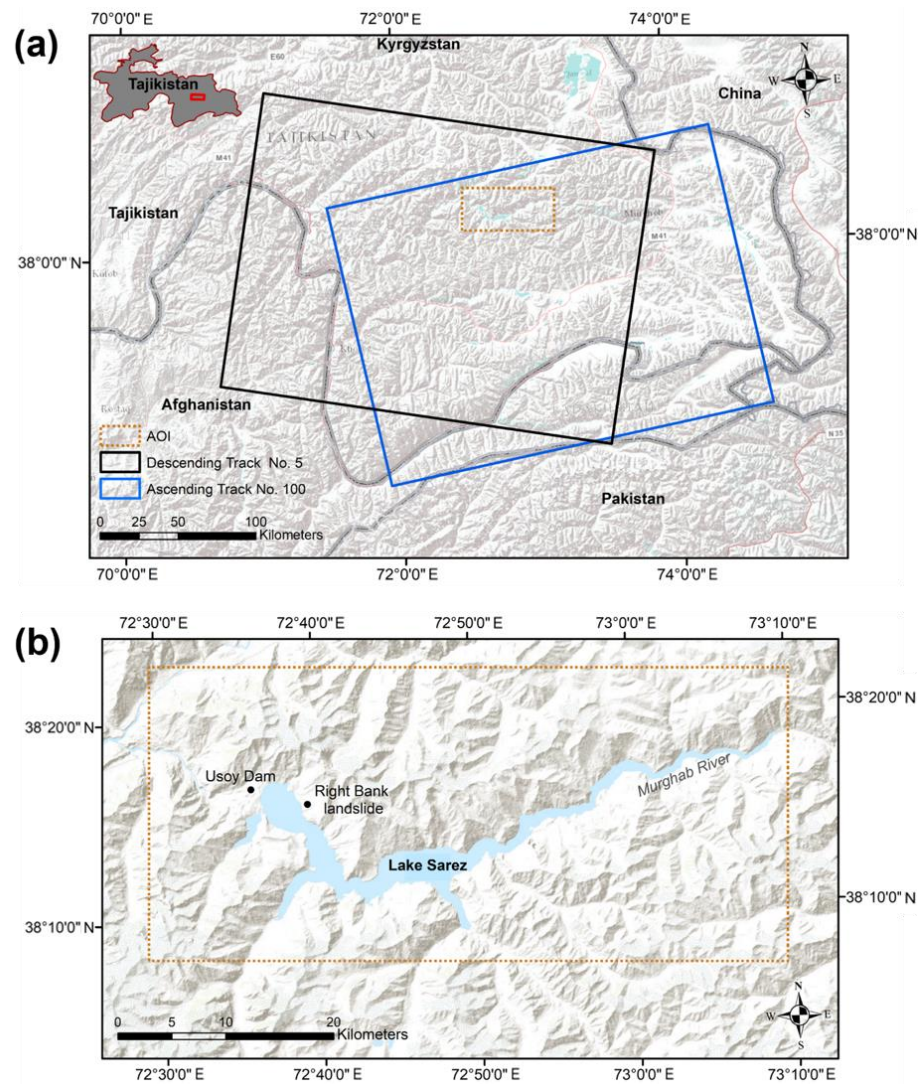 (a)
70°0'0" 72°0'0" 74°0'0"
Kyrgyzstan
E60
Tajikistan
China
N
W E
S
TAJIKISTAN
M41
Tajikistan
M41
38°0'0" N
38°0'0" N
Afghanistan
AOI
Descending Track No. 5
Ascending Track No. 100
N35
Pakistan
0 25 50 100
Kilometers
70°0'0" 72°0'0" E 74°0'0" E
(b)
72°30'0" E 72°40'0" E 72°50'0" E 73°0'0" E 73°10'0" E
38°20'0" N
38°20'0" N
Usoy Dam
Right Bank
landslide
Murghab River
Lake Sarez
38°10'0" N
38°10'0" N
N
W E
S
0 5 10 20
Kilometers
72°30'0" E 72°40'0" E 72°50'0" E 73°0'0" E 73°10'0" E